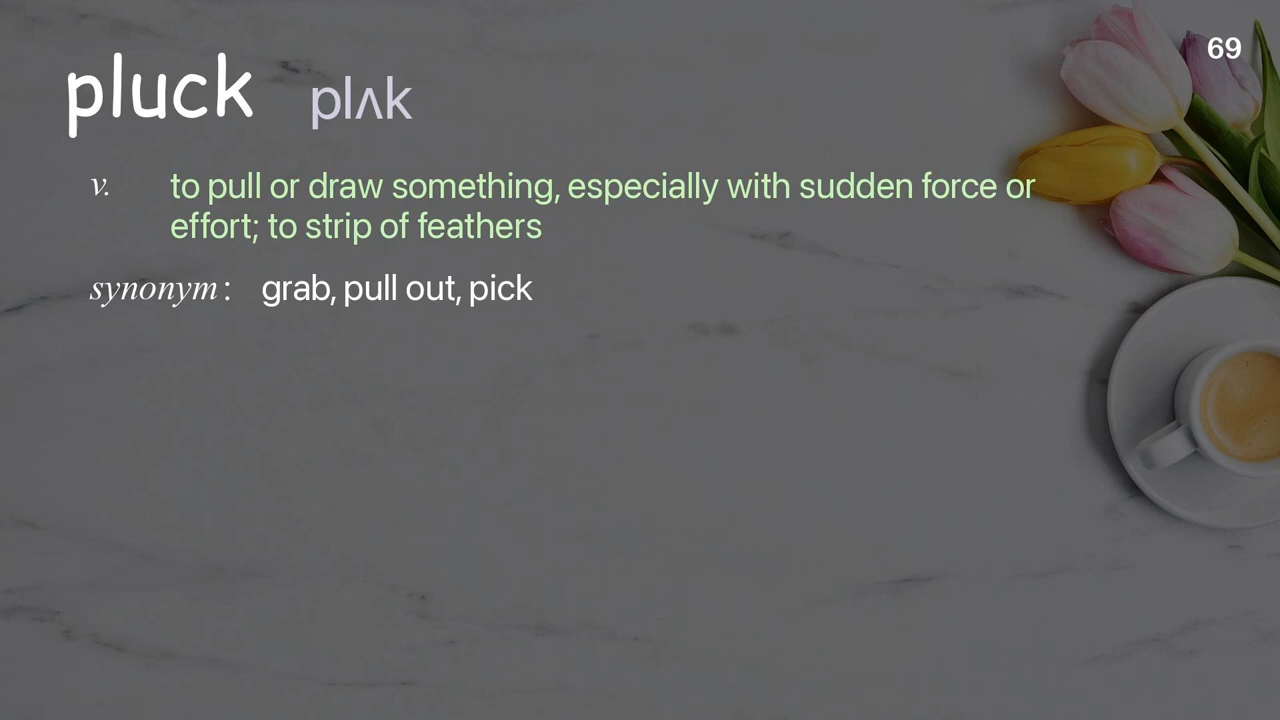 69
pluck plʌk
v. to pull or draw something, especially with sudden force or
effort; to strip of feathers
synonym : grab, pull out, pick